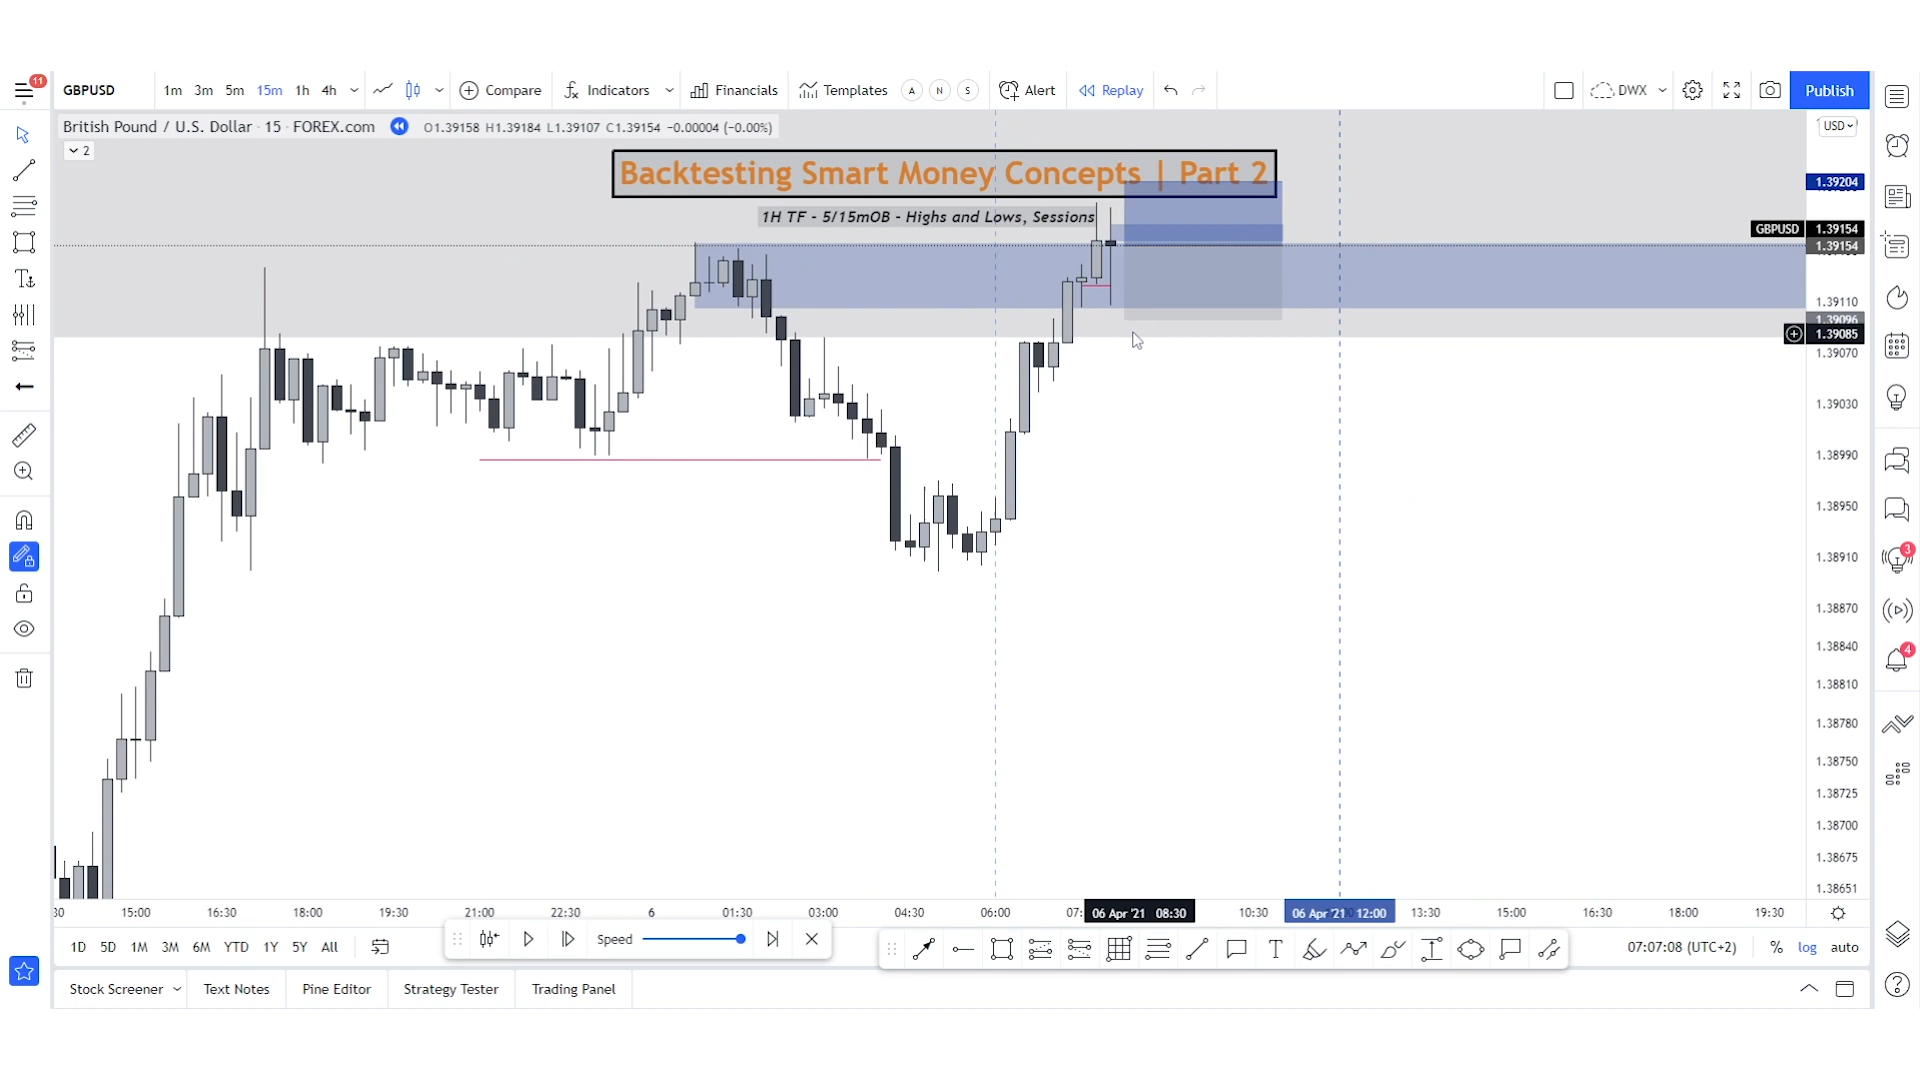 11
GBPUSD
1m 3m 5m 15m 1h 4h
Compare
Indicators
Financials
Templates
A N S
Alert
Replay
DWX
Publish
British Pound / U.S. Dollar · 15 · FOREX.com
O1.39158 H1.39184 L1.39107 C1.39154 −0.00004 (−0.00%)
USD
2
Backtesting Smart Money Concepts | Part 2
1H TF - 5/15mOB - Highs and Lows, Sessions
1.39204
GBPUSD 1.39154
1.39154
1.39110
1.39096
1.39085
1.39070
1.39030
1.38990
1.38950
1.38910
1.38870
1.38840
1.38810
1.38780
1.38750
1.38725
1.38700
1.38675
1.38651
3
4
:30 15:00 16:30 18:00 19:30 21:00 22:30 6 01:30 03:00 04:30 06:00 07: 06 Apr '21 08:30 10:30 06 Apr '21 12:00 13:30 15:00 16:30 18:00 19:30
1D 5D 1M 3M 6M YTD 1Y 5Y All
Speed
T
07:07:08 (UTC+2) % log auto
Stock Screener Text Notes Pine Editor Strategy Tester Trading Panel